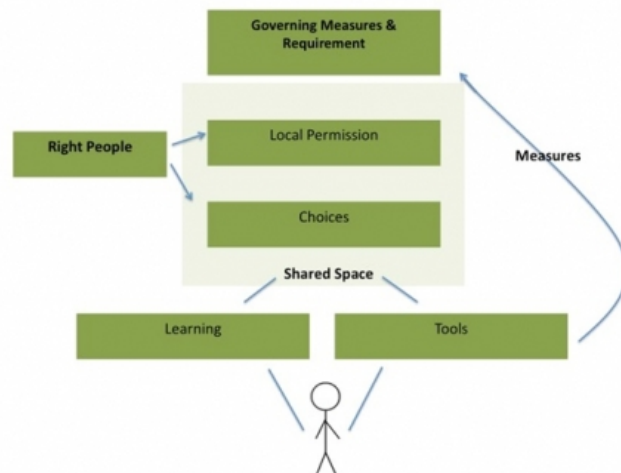 Governing Measures &
Requirement
Right People
Local Permission
Measures
Choices
Shared Space
Learning
Tools